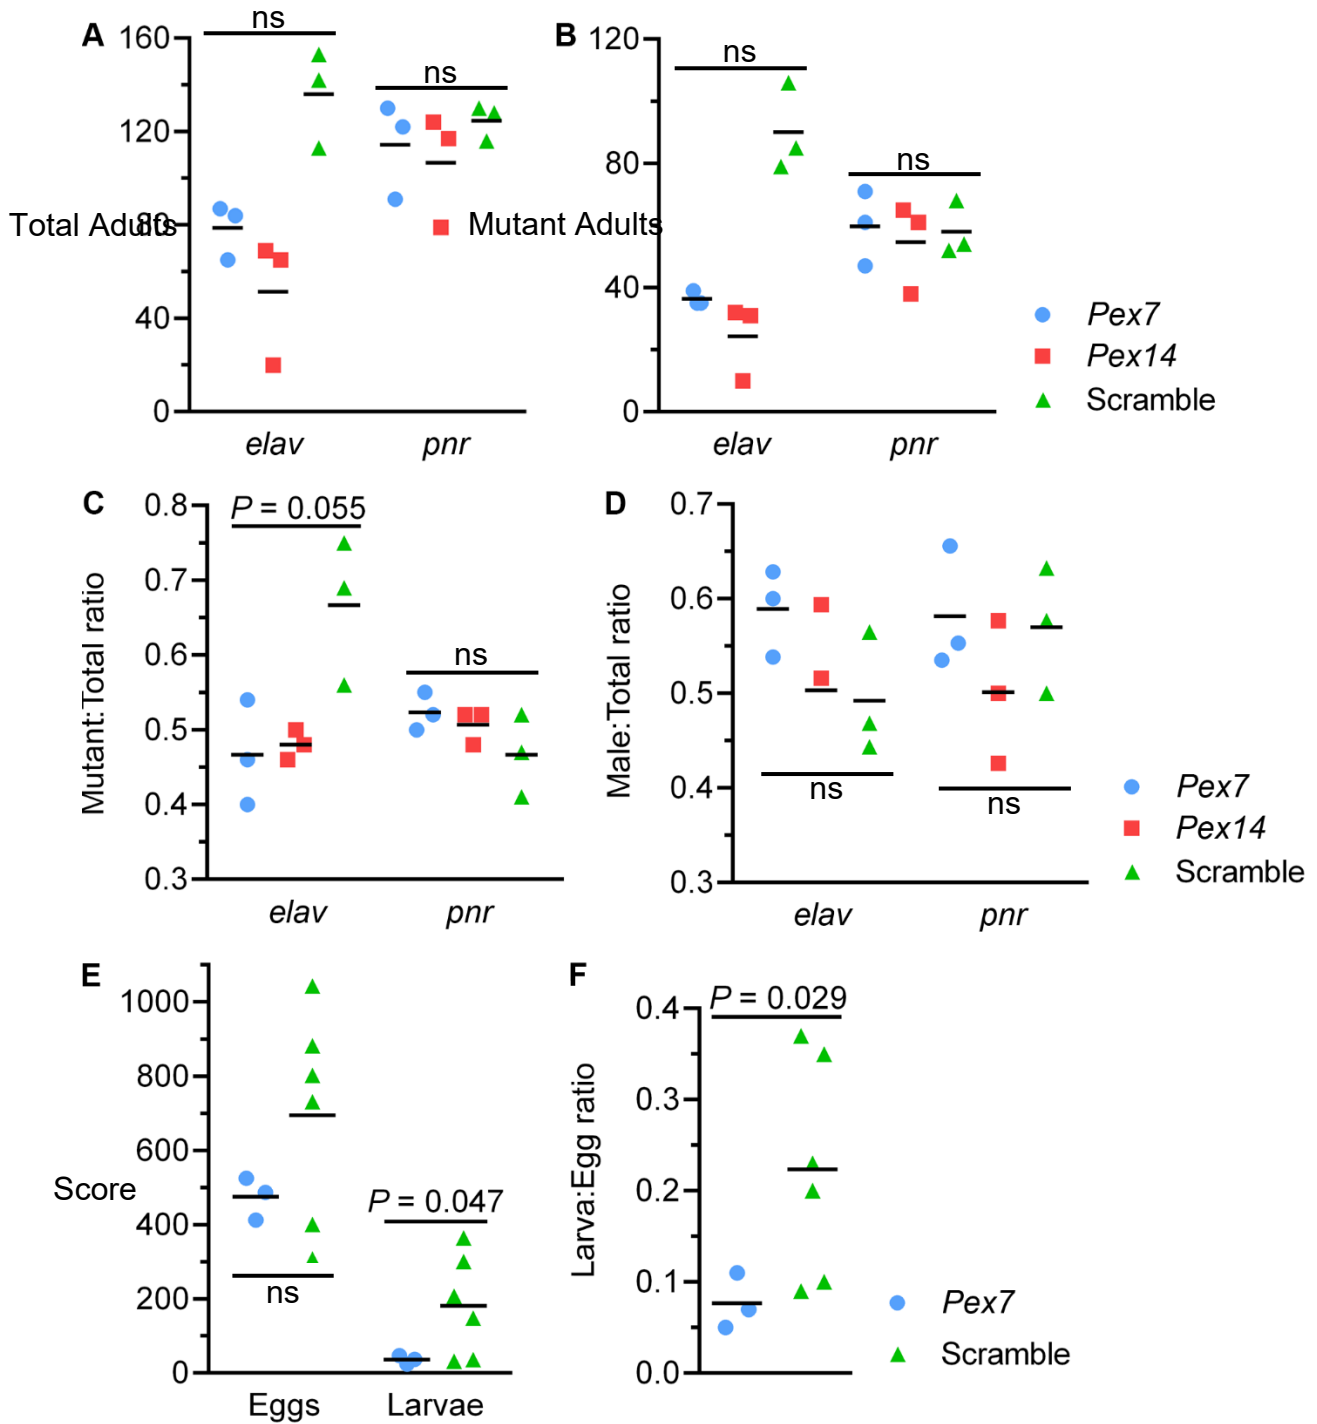 A
160
120
80
40
0
Total Adults
ns
ns
elav
pnr
B
120
80
40
0
Mutant Adults
ns
ns
elav
pnr
Pex7
Pex14
Scramble
C
0.8
0.7
0.6
0.5
0.4
0.3
Mutant:Total ratio
P = 0.055
ns
elav
pnr
D
0.7
0.6
0.5
0.4
0.3
Male:Total ratio
ns
ns
elav
pnr
Pex7
Pex14
Scramble
E
1000
800
600
400
200
0
Score
ns
P = 0.047
Eggs
Larvae
F
0.4
0.3
0.2
0.1
0.0
Larva:Egg ratio
P = 0.029
Pex7
Scramble